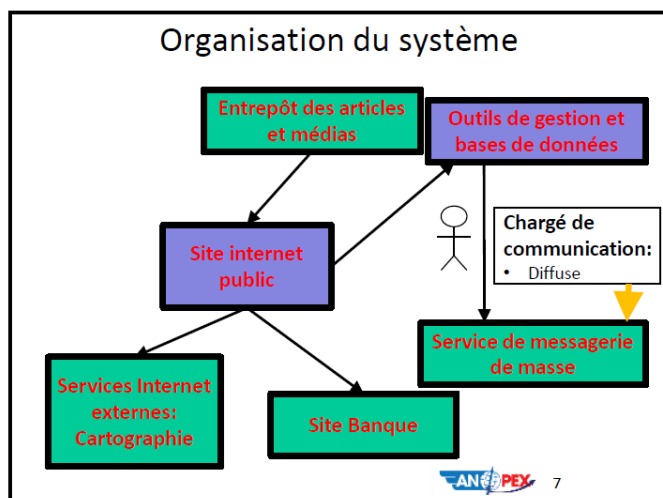 Organisation du système
Entrepôt des articles
et médias
Outils de gestion et
bases de données
Site internet
public
Chargé de
communication:
• Diffuse
Service de messagerie
de masse
Services Internet
externes:
Cartographie
Site Banque
7